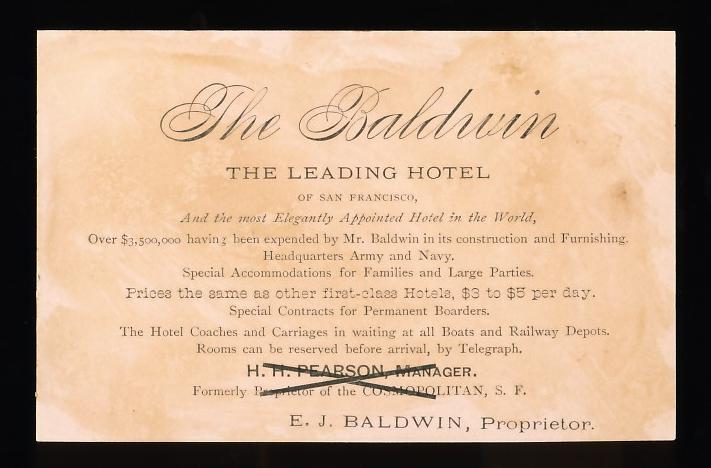 The Baldwin
THE LEADING HOTEL
OF SAN FRANCISCO,
And the most Elegantly Appointed Hotel in the World,
Over $3,500,000 having been expended by Mr. Baldwin in its construction and Furnishing.
Headquarters Army and Navy.
Special Accommodations for Families and Large Parties.
Prices the same as other first-class Hotels, $3 to $5 per day.
Special Contracts for Permanent Boarders.
The Hotel Coaches and Carriages in waiting at all Boats and Railway Depots.
Rooms can be reserved before arrival, by Telegraph.
H. H. PEARSON, MANAGER.
Formerly Proprietor of the COSMOPOLITAN, S. F.
E. J. BALDWIN, Proprietor.